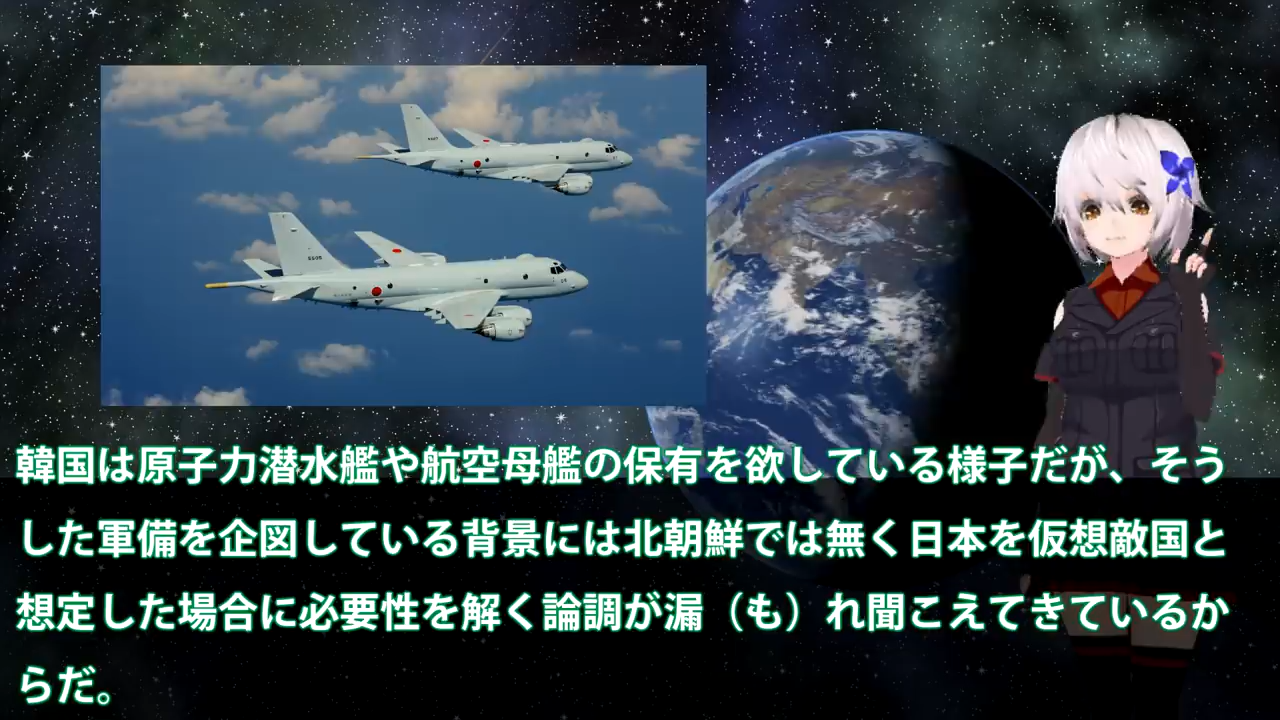 韓国は原子力潜水艦や航空母艦の保有を欲している様子だが、そう
した軍備を企図している背景には北朝鮮では無く日本を仮想敵国と
想定した場合に必要性を解く論調が漏（も）れ聞こえてきているか
らだ。